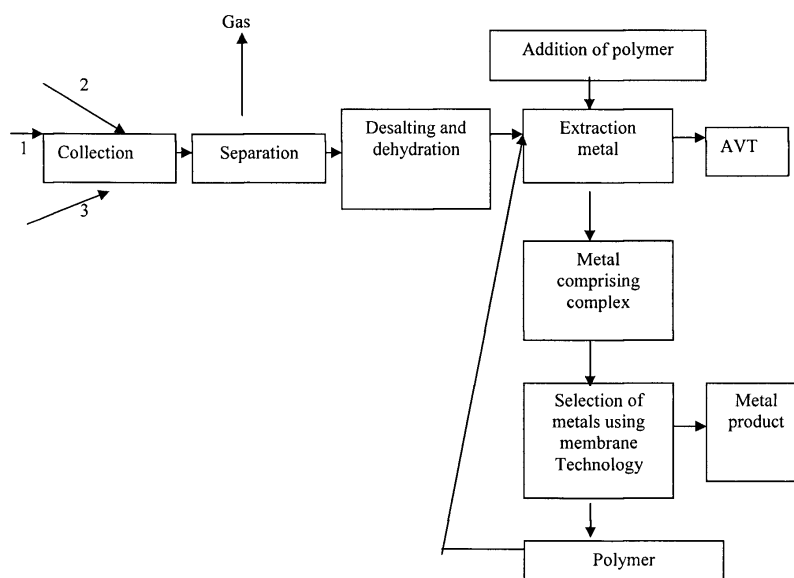 Gas
Addition of polymer
2
1
Collection
Separation
Desalting and
dehydration
Extraction
metal
AVT
3
Metal
comprising
complex
Selection of
metals using
membrane
Technology
Metal
product
Polymer